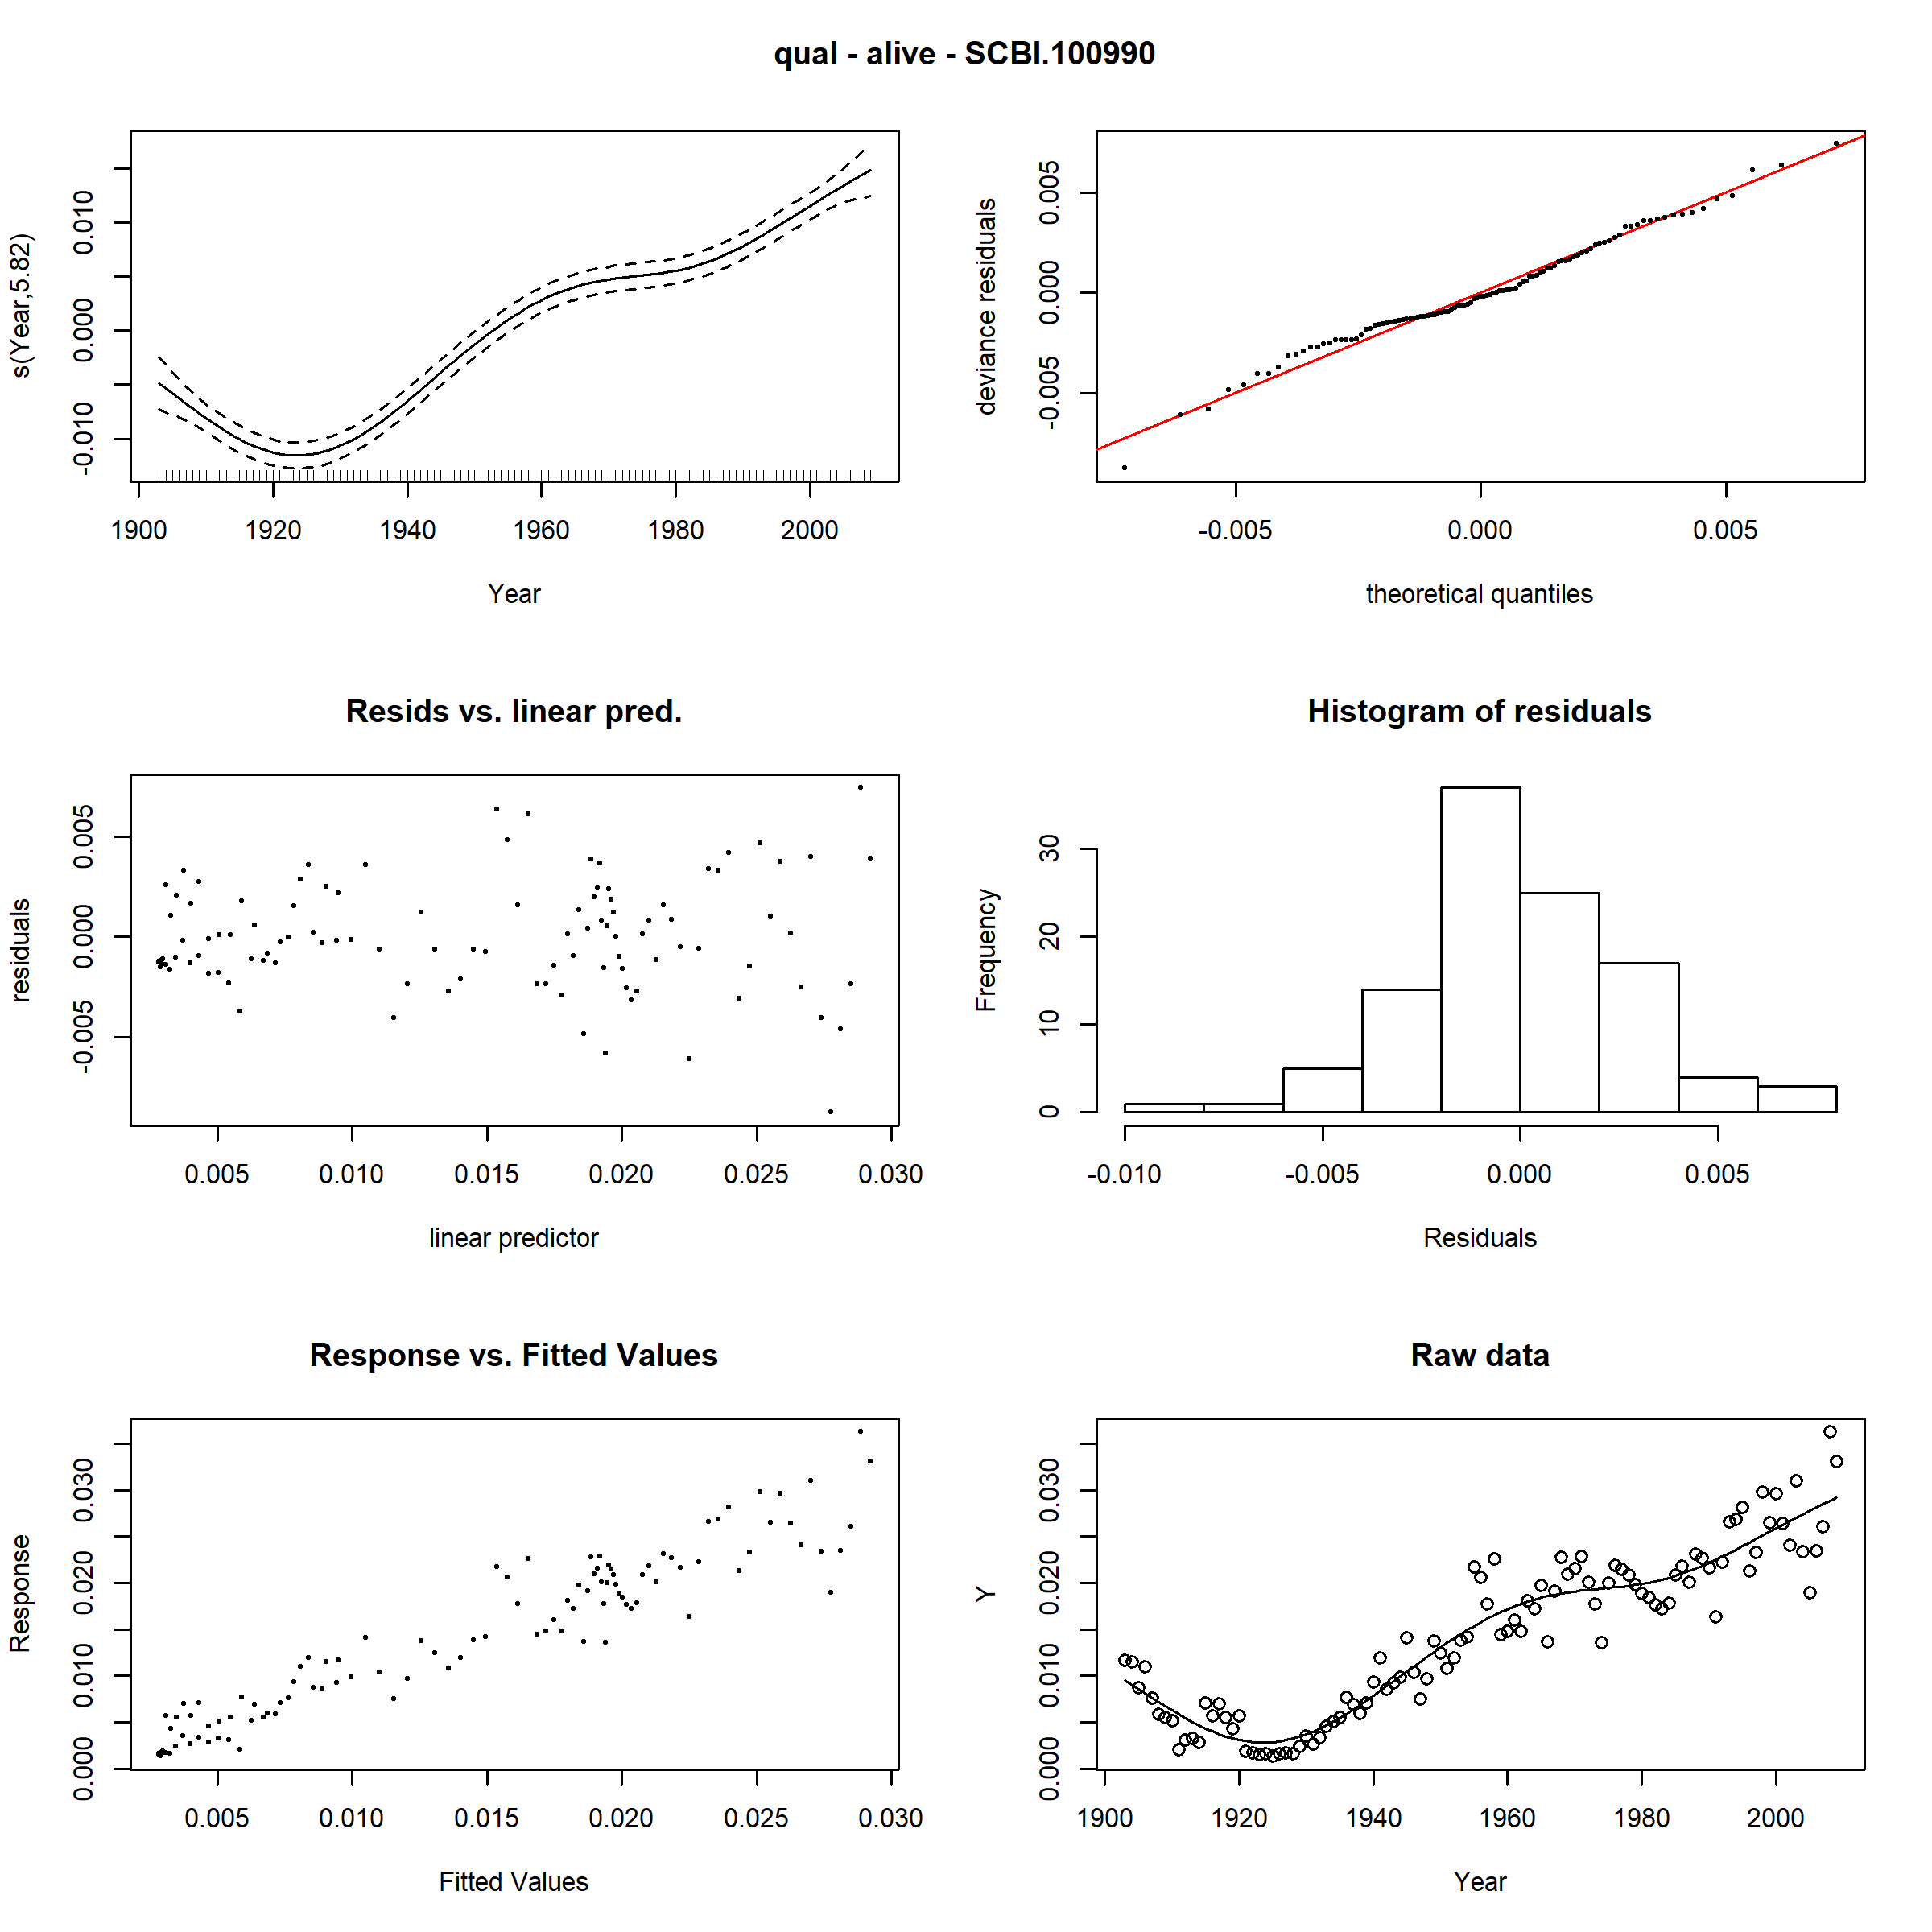 qual - alive - SCBI.100990
s(Year,5.82)
-0.010 0.000 0.010
1900 1920 1940 1960 1980 2000
Year
deviance residuals
-0.005 0.000 0.005
-0.005 0.000 0.005
theoretical quantiles
Resids vs. linear pred.
residuals
-0.005 0.000 0.005
0.005 0.010 0.015 0.020 0.025 0.030
linear predictor
Histogram of residuals
Frequency
0 10 20 30
-0.010 -0.005 0.000 0.005
Residuals
Response vs. Fitted Values
Response
0.000 0.010 0.020 0.030
0.005 0.010 0.015 0.020 0.025 0.030
Fitted Values
Raw data
Y
0.000 0.010 0.020 0.030
1900 1920 1940 1960 1980 2000
Year